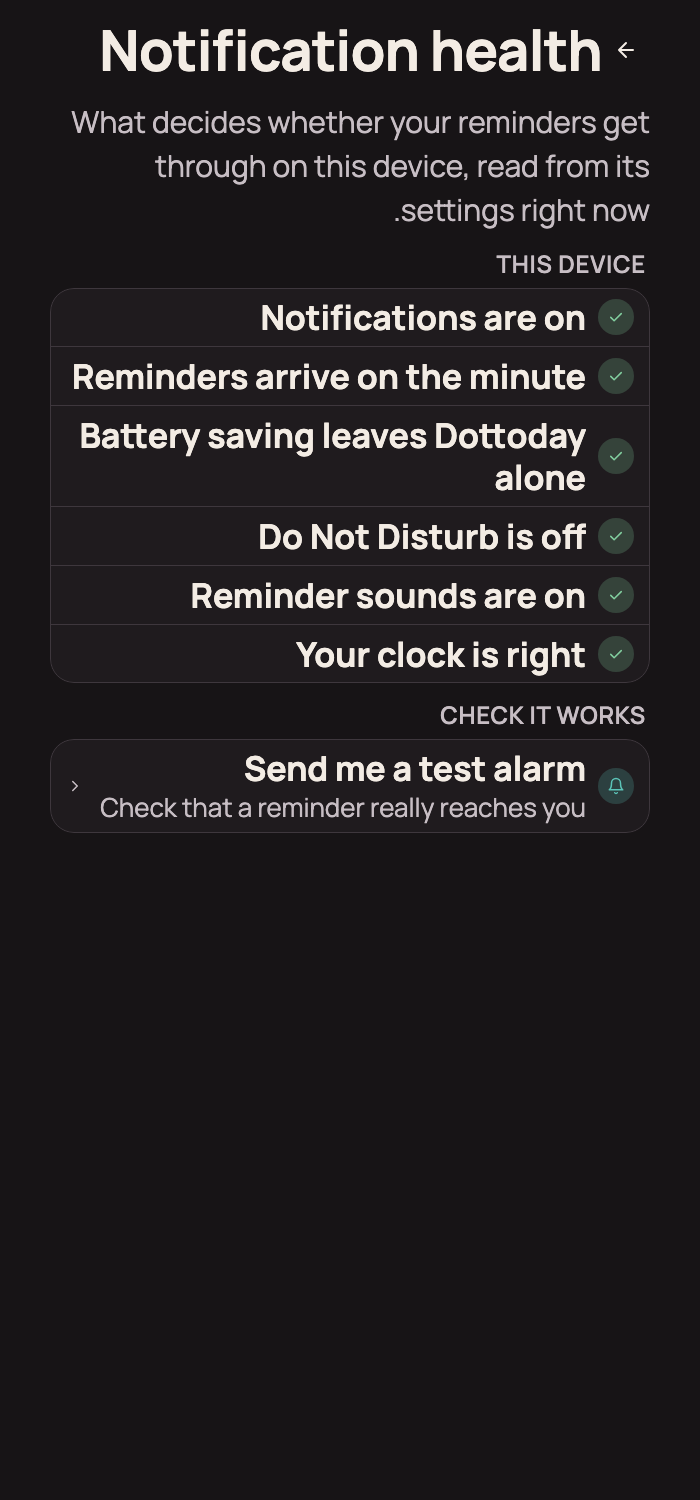 Notification health
What decides whether your reminders get
through on this device, read from its
.settings right now
THIS DEVICE
Notifications are on
Reminders arrive on the minute
Battery saving leaves Dottoday
alone
Do Not Disturb is off
Reminder sounds are on
Your clock is right
CHECK IT WORKS
Send me a test alarm
Check that a reminder really reaches you